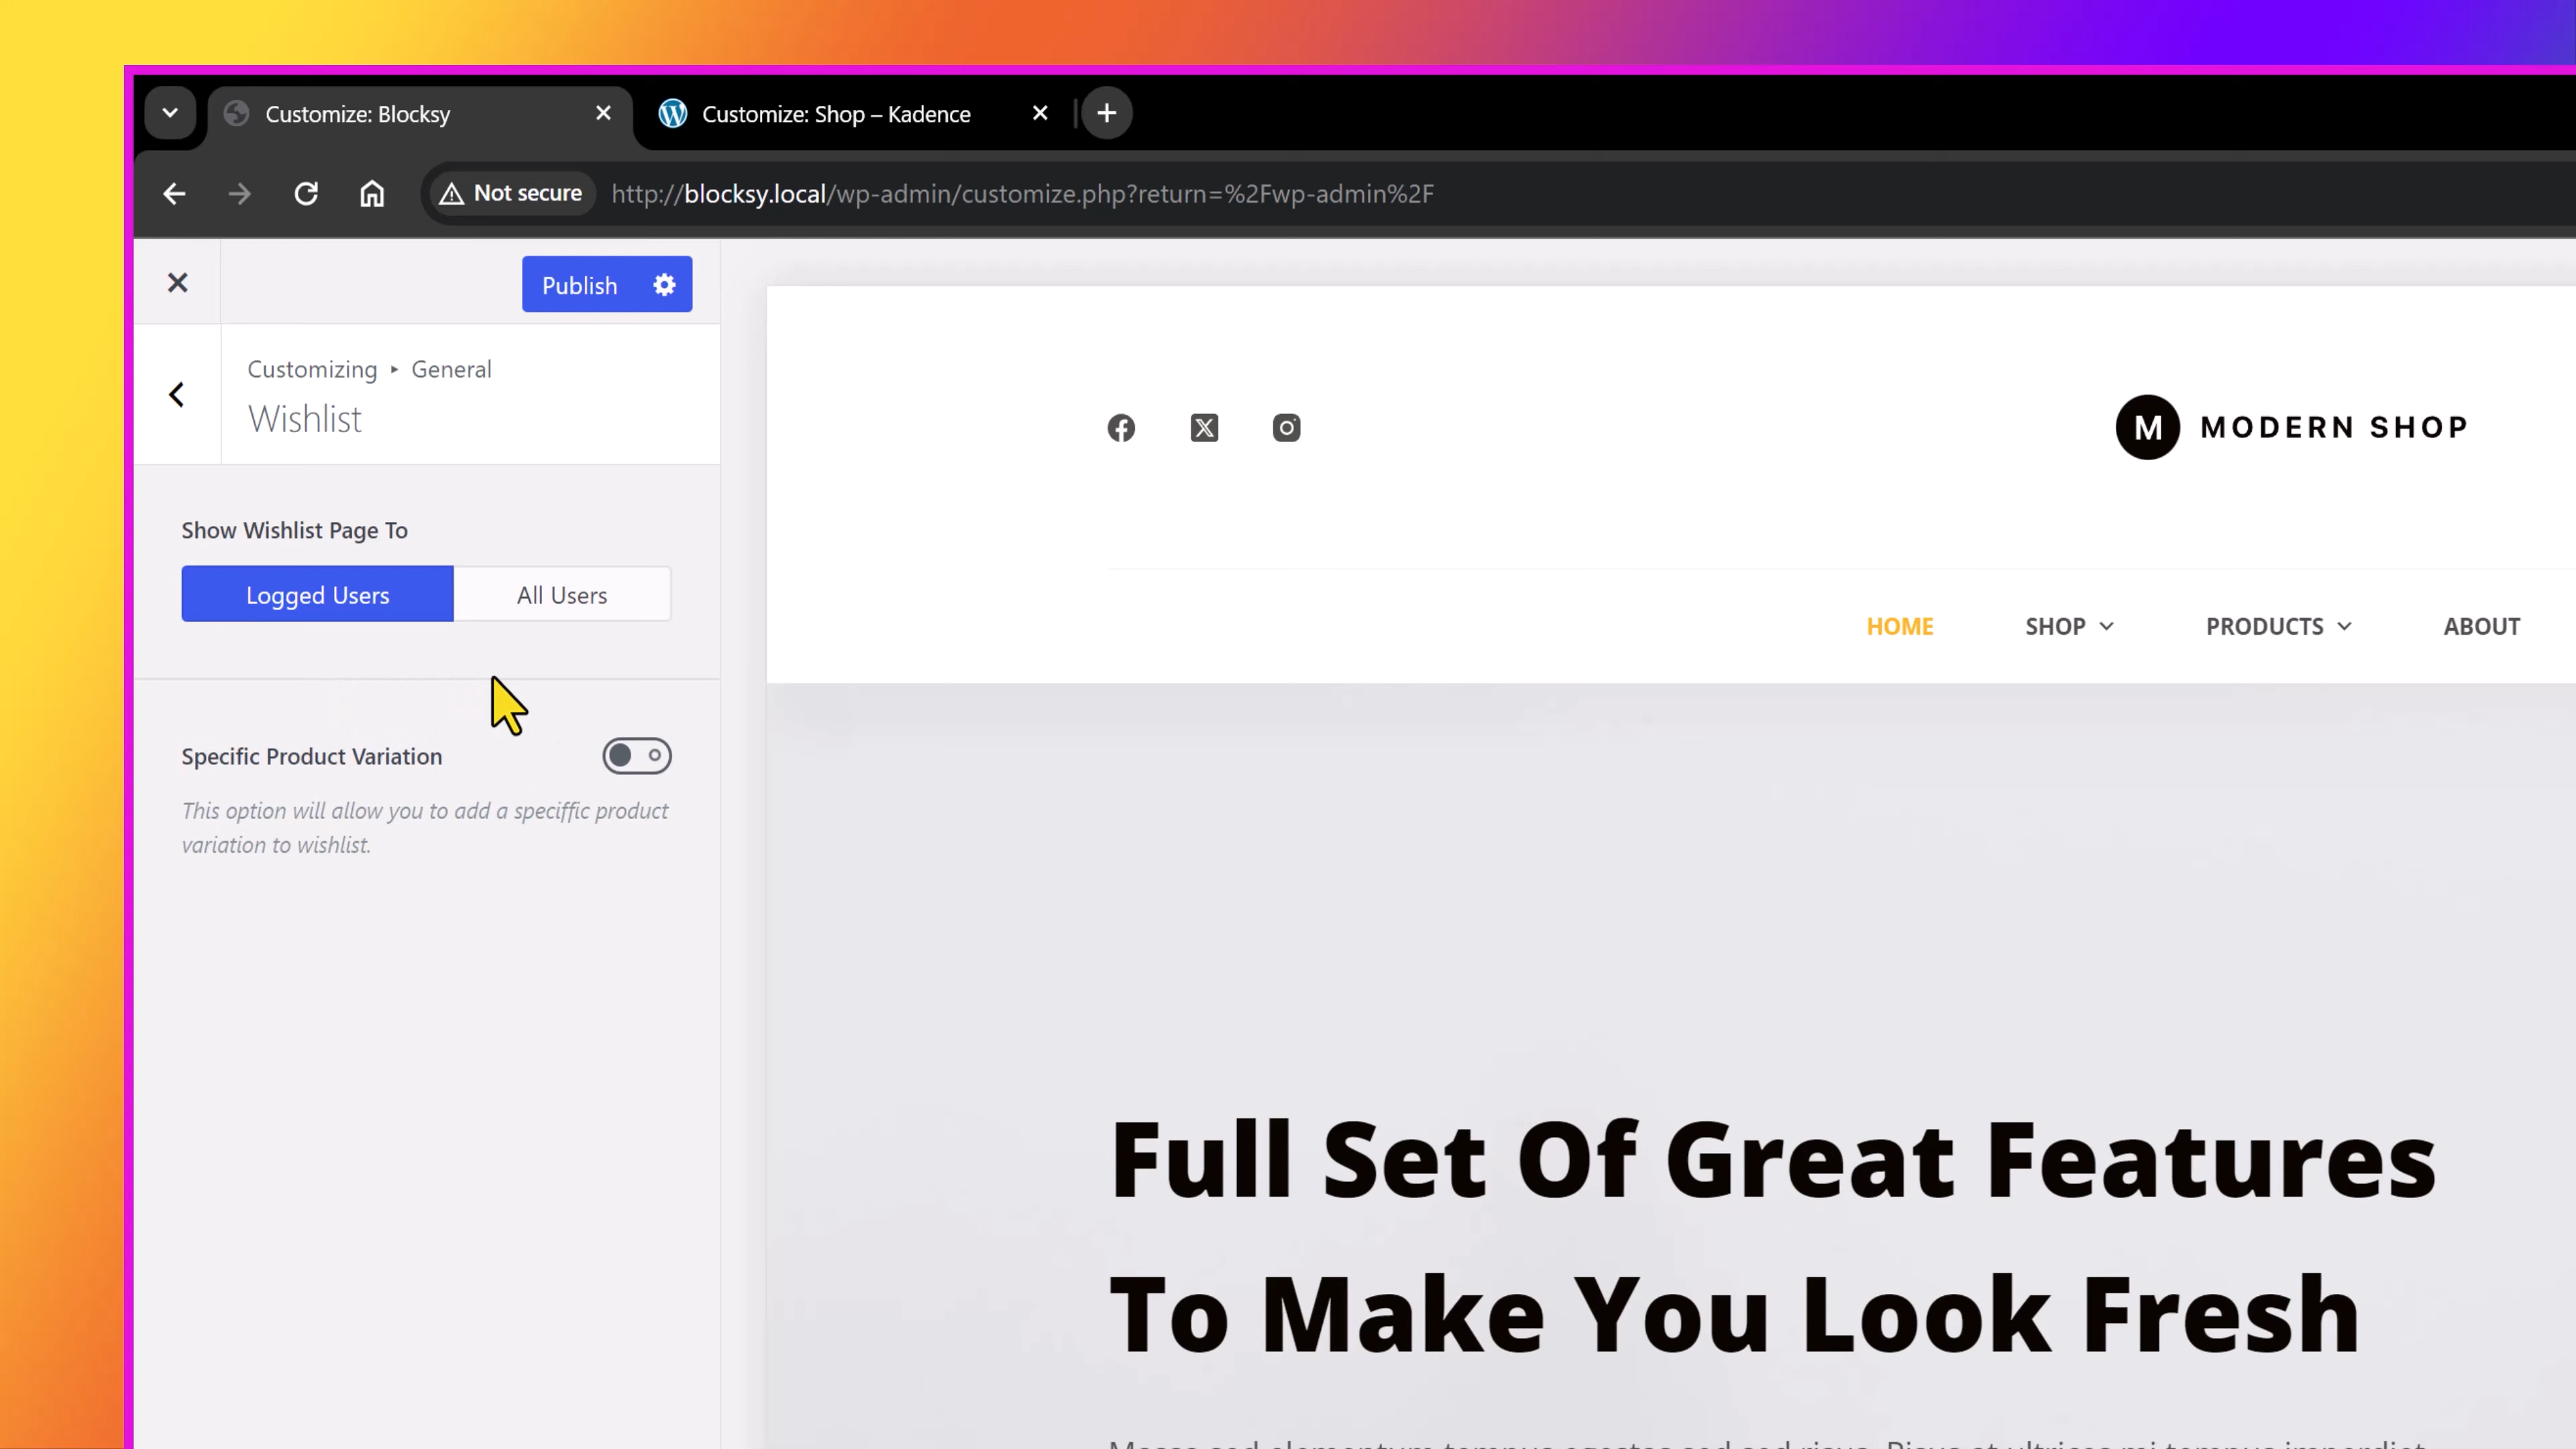 Customize: Blocksy
Customize: Shop – Kadence
Not secure
http://blocksy.local/wp-admin/customize.php?return=%2Fwp-admin%2F
Publish
Customizing ▸ General
Wishlist
Show Wishlist Page To
Logged Users
All Users
Specific Product Variation
This option will allow you to add a speciffic product
variation to wishlist.
M MODERN SHOP
HOME SHOP PRODUCTS ABOUT
Full Set Of Great Features
To Make You Look Fresh